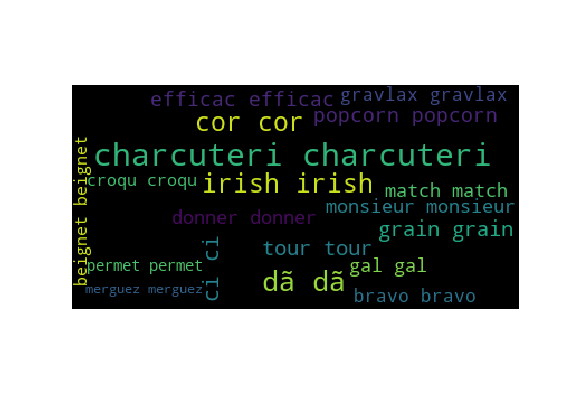 efficac efficac
gravlax gravlax
popcorn popcorn
cor cor
charcuteri charcuteri
croqu croqu
irish irish
match match
monsieur monsieur
donner donner
grain grain
tour tour
gal gal
permet permet
dã dã
merguez merguez
bravo bravo
beignet beignet
ci ci